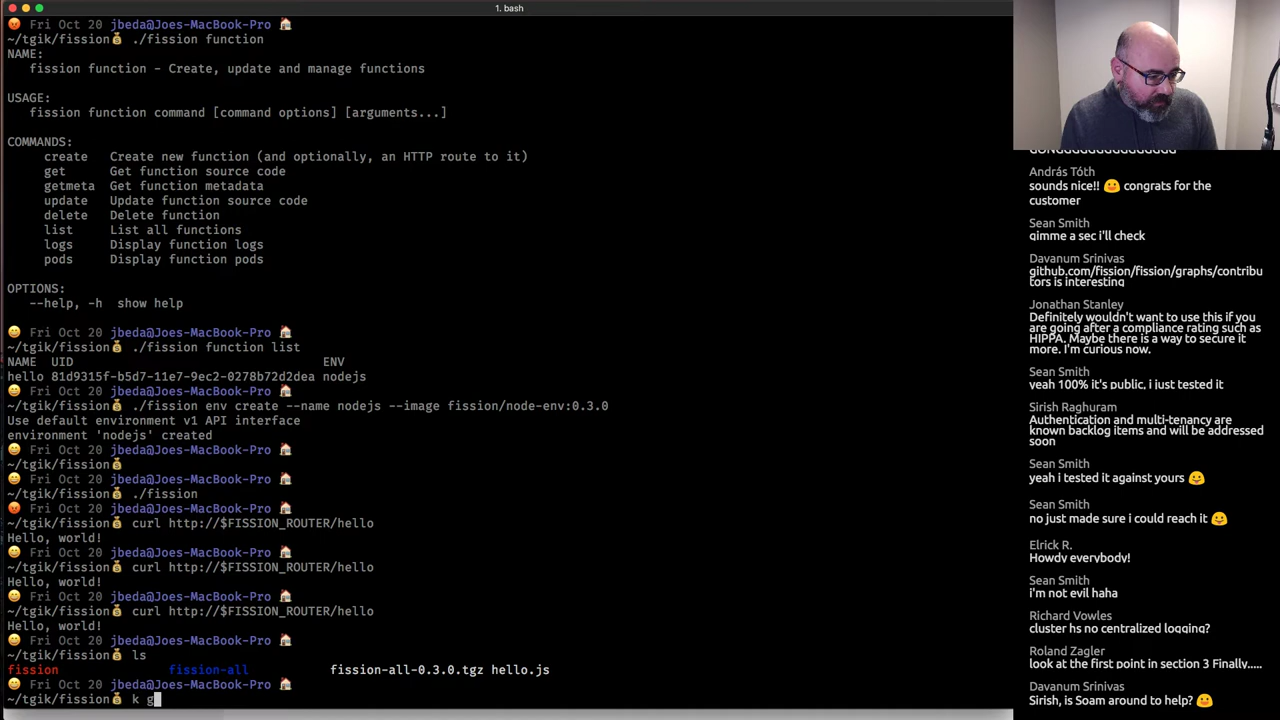 1. bash
Fri Oct 20 jbeda@Joes-MacBook-Pro
~/tgik/fission ./fission function
NAME:
fission function - Create, update and manage functions
USAGE:
fission function command [command options] [arguments...]
COMMANDS:
create Create new function (and optionally, an HTTP route to it)
get Get function source code
getmeta Get function metadata
update Update function source code
delete Delete function
list List all functions
logs Display function logs
pods Display function pods
OPTIONS:
--help, -h show help
Fri Oct 20 jbeda@Joes-MacBook-Pro
~/tgik/fission ./fission function list
NAME UID ENV
hello 81d9315f-b5d7-11e7-9ec2-0278b72d2dea nodejs
Fri Oct 20 jbeda@Joes-MacBook-Pro
~/tgik/fission ./fission env create --name nodejs --image fission/node-env:0.3.0
Use default environment v1 API interface
environment 'nodejs' created
Fri Oct 20 jbeda@Joes-MacBook-Pro
~/tgik/fission
Fri Oct 20 jbeda@Joes-MacBook-Pro
~/tgik/fission ./fission
Fri Oct 20 jbeda@Joes-MacBook-Pro
~/tgik/fission curl http://$FISSION_ROUTER/hello
Hello, world!
Fri Oct 20 jbeda@Joes-MacBook-Pro
~/tgik/fission curl http://$FISSION_ROUTER/hello
Hello, world!
Fri Oct 20 jbeda@Joes-MacBook-Pro
~/tgik/fission curl http://$FISSION_ROUTER/hello
Hello, world!
Fri Oct 20 jbeda@Joes-MacBook-Pro
~/tgik/fission ls
fission fission-all fission-all-0.3.0.tgz hello.js
Fri Oct 20 jbeda@Joes-MacBook-Pro
~/tgik/fission k g
András Tóth
sounds nice!! congrats for the
customer
Sean Smith
gimme a sec i'll check
Davanum Srinivas
github.com/fission/fission/graphs/contribu
tors is interesting
Jonathan Stanley
Definitely wouldn't want to use this if you
are going after a compliance rating such as
HIPPA. Maybe there is a way to secure it
more. I'm curious now.
Sean Smith
yeah 100% it's public, i just tested it
Sirish Raghuram
Authentication and multi-tenancy are
known backlog items and will be addressed
soon
Sean Smith
yeah i tested it against yours
Sean Smith
no just made sure i could reach it
Elrick R.
Howdy everybody!
Sean Smith
i'm not evil haha
Richard Vowles
cluster hs no centralized logging?
Roland Zagler
look at the first point in section 3 Finally.....
Davanum Srinivas
Sirish, is Soam around to help?